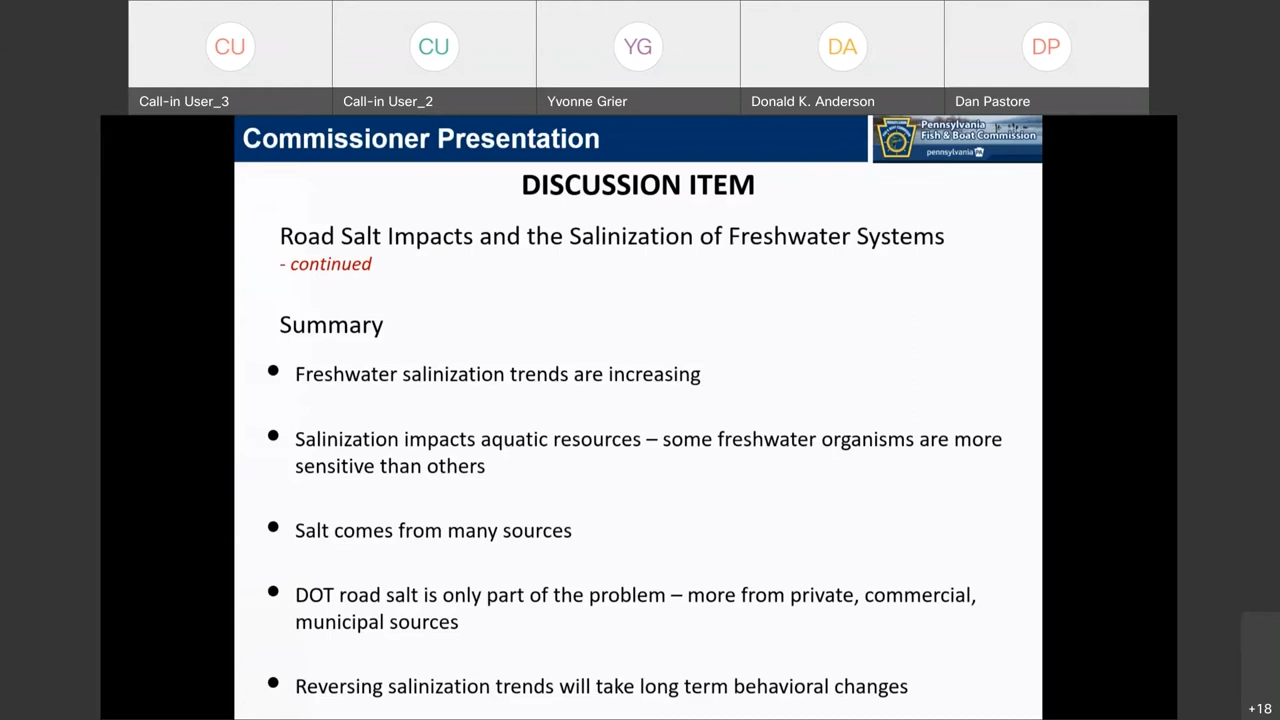 CU
CU
YG
DA
DP
Call-in User_3
Call-in User_2
Yvonne Grier
Donald K. Anderson
Dan Pastore
Commissioner Presentation
Pennsylvania
Fish & Boat Commission
pennsylvania PA
DISCUSSION ITEM
Road Salt Impacts and the Salinization of Freshwater Systems
- continued
Summary
• Freshwater salinization trends are increasing
• Salinization impacts aquatic resources – some freshwater organisms are more
sensitive than others
• Salt comes from many sources
• DOT road salt is only part of the problem – more from private, commercial,
municipal sources
• Reversing salinization trends will take long term behavioral changes
+18